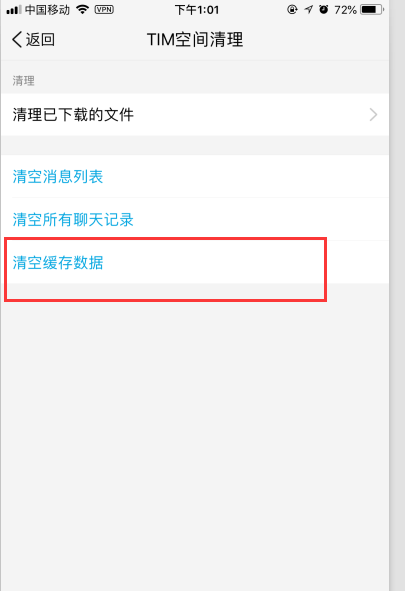 中国移动 VPN 下午1:01 72%
返回 TIM空间清理
清理
清理已下载的文件
清空消息列表
清空所有聊天记录
清空缓存数据